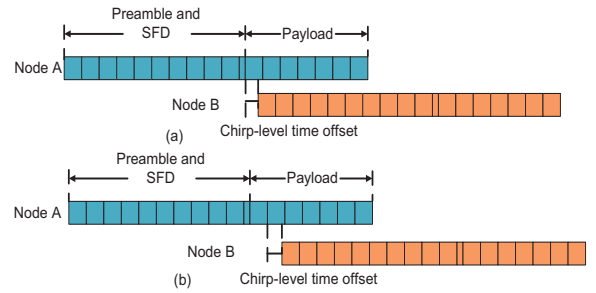 Preamble and
SFD
Payload
Node A
Node B
(a)
Chirp-level time offset
Preamble and
SFD
Payload
Node A
Node B
Chirp-level time offset
(b)